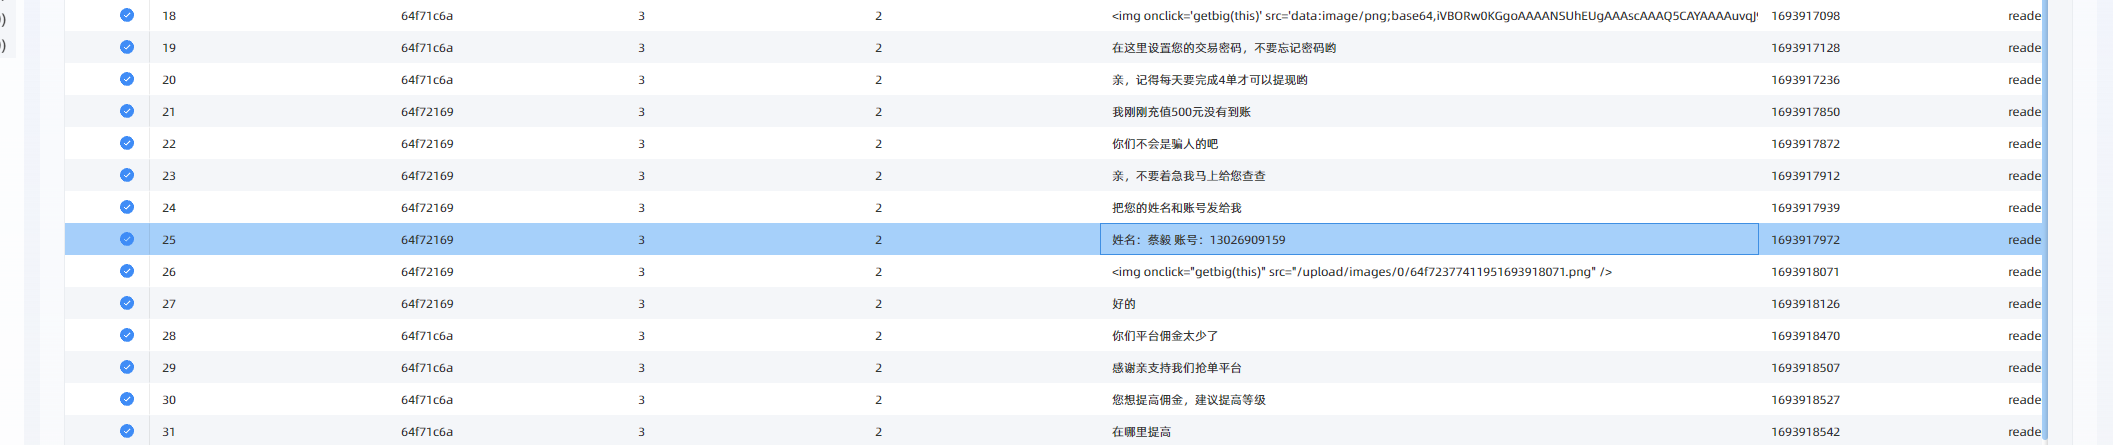 )
18 64f71c6a 3 2 <img onclick='getbig(this)' src='data:image/png;base64,iVBORw0KGgoAAAANSUhEUgAAAscAAAQ5CAYAAAAuvqJ 1693917098 reade
)
19 64f71c6a 3 2 在这里设置您的交易密码，不要忘记密码哟 1693917128 reade
20 64f71c6a 3 2 亲，记得每天要完成4单才可以提现哟 1693917236 reade
21 64f72169 3 2 我刚刚充值500元没有到账 1693917850 reade
22 64f72169 3 2 你们不会是骗人的吧 1693917872 reade
23 64f72169 3 2 亲，不要着急我马上给您查查 1693917912 reade
24 64f72169 3 2 把您的姓名和账号发给我 1693917939 reade
25 64f72169 3 2 姓名：蔡毅 账号：13026909159 1693917972 reade
26 64f72169 3 2 <img onclick="getbig(this)" src="/upload/images/0/64f72377411951693918071.png" /> 1693918071 reade
27 64f72169 3 2 好的 1693918126 reade
28 64f71c6a 3 2 你们平台佣金太少了 1693918470 reade
29 64f71c6a 3 2 感谢亲支持我们抢单平台 1693918507 reade
30 64f71c6a 3 2 您想提高佣金，建议提高等级 1693918527 reade
31 64f71c6a 3 2 在哪里提高 1693918542 reade